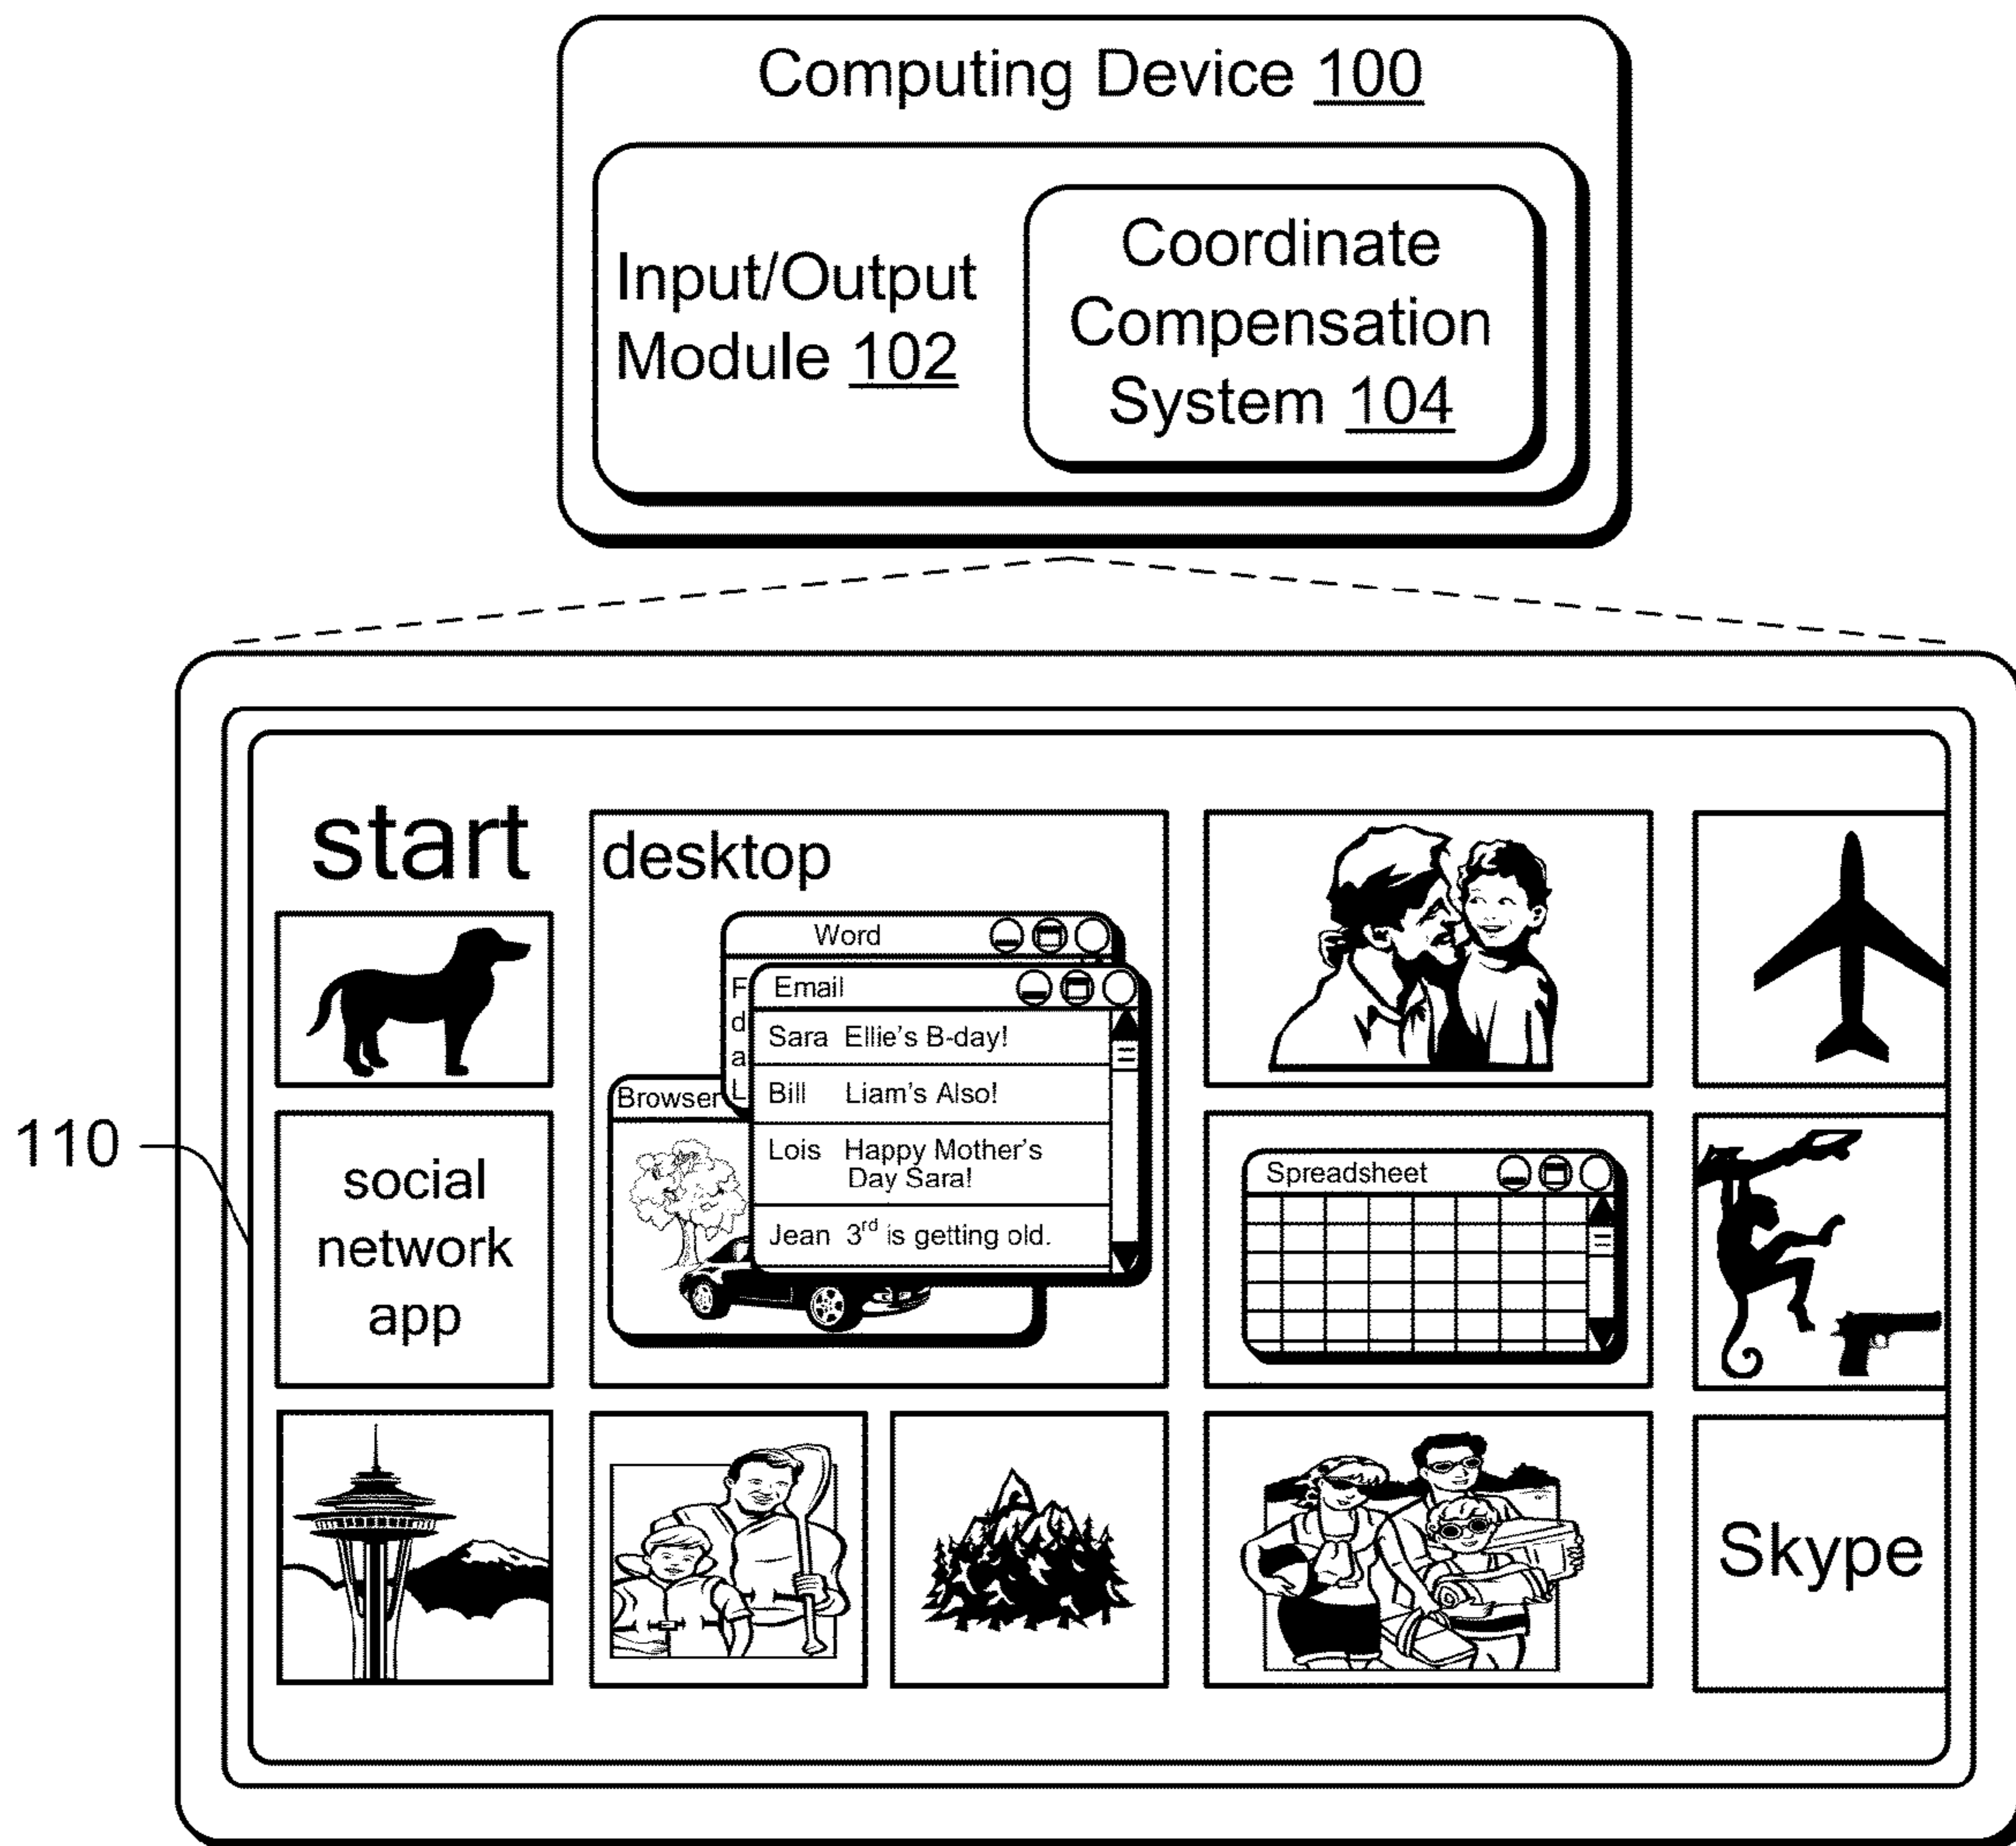 Computing Device 100
Input/Output
Module 102
Coordinate
Compensation
System 104
110
start
desktop
Word
F
d
a
L
Email
Sara Ellie's B-day!
Bill Liam's Also!
Lois Happy Mother's
Day Sara!
Jean 3rd is getting old.
Browser
social
network
app
Spreadsheet
Skype